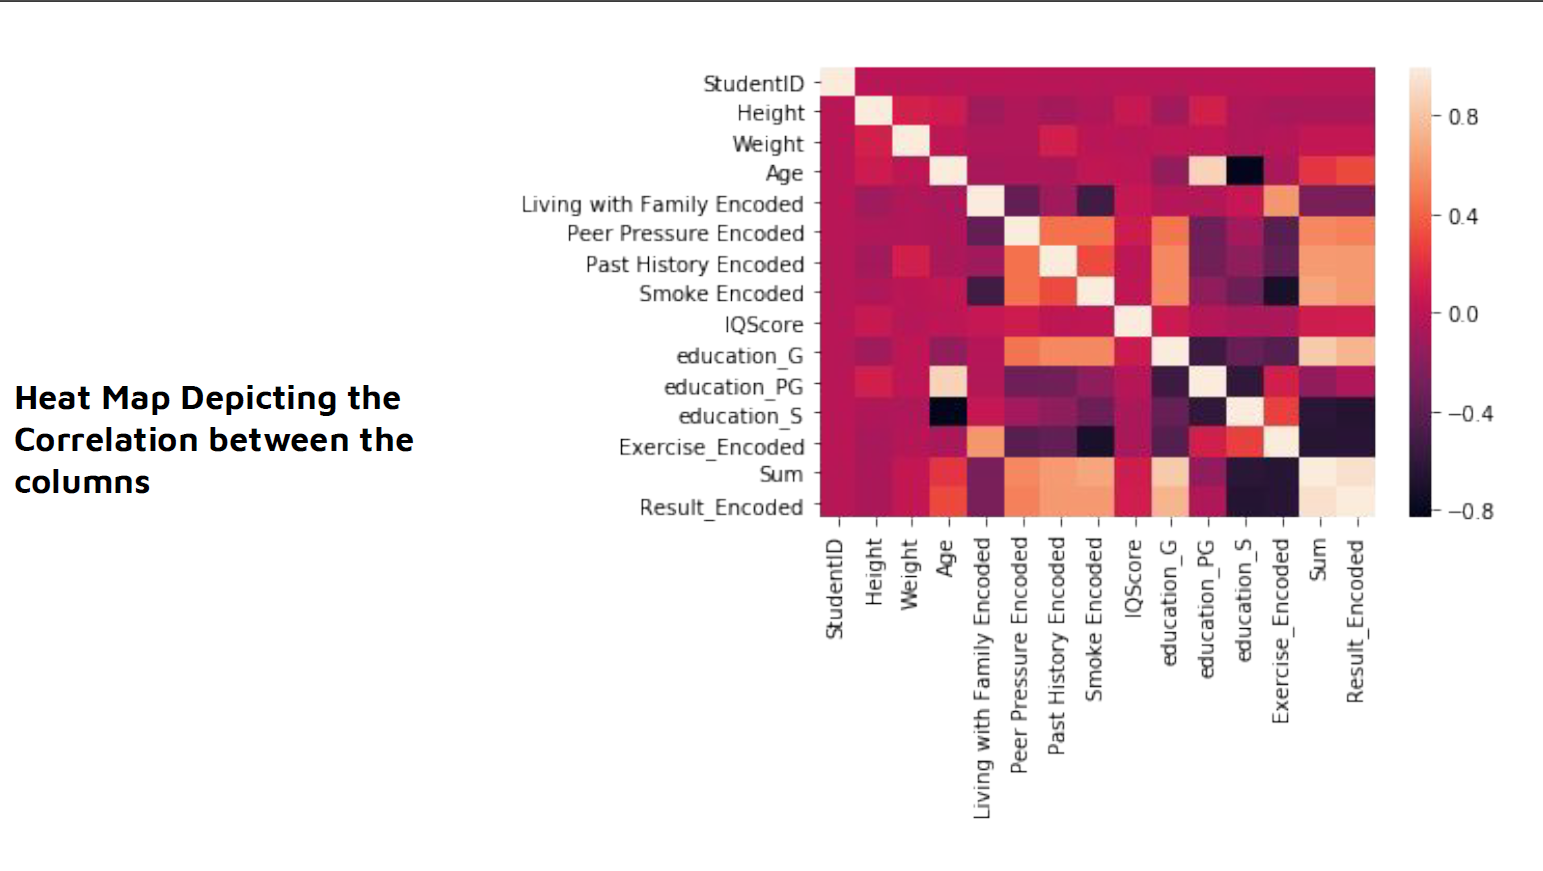 Heat Map Depicting the
Correlation between the
columns
StudentID
Height
Weight
Age
Living with Family Encoded
Peer Pressure Encoded
Past History Encoded
Smoke Encoded
IQScore
education_G
education_PG
education_S
Exercise_Encoded
Sum
Result_Encoded
StudentID
Height
Weight
Age
Living with Family Encoded
Peer Pressure Encoded
Past History Encoded
Smoke Encoded
IQScore
education_G
education_PG
education_S
Exercise_Encoded
Sum
Result_Encoded
0.8
0.4
0.0
−0.4
−0.8